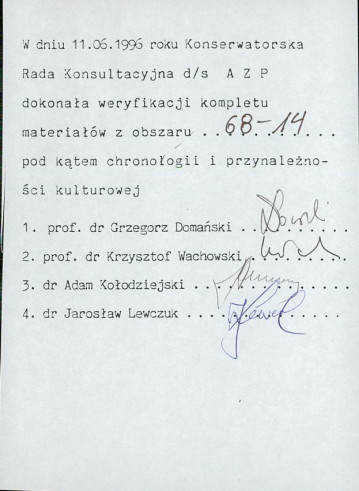 W dniu 11.06.1996 roku Konserwatorska
Rada Konsultacyjna d/s A Z P
dokonała weryfikacji kompletu
materiałów z obszaru ..68-14....
pod kątem chronologii i przynależno-
ści kulturowej
1. prof. dr Grzegorz Domański
2. prof. dr Krzysztof Wachowski
3. dr Adam Kołodziejski
4. dr Jarosław Lewczuk